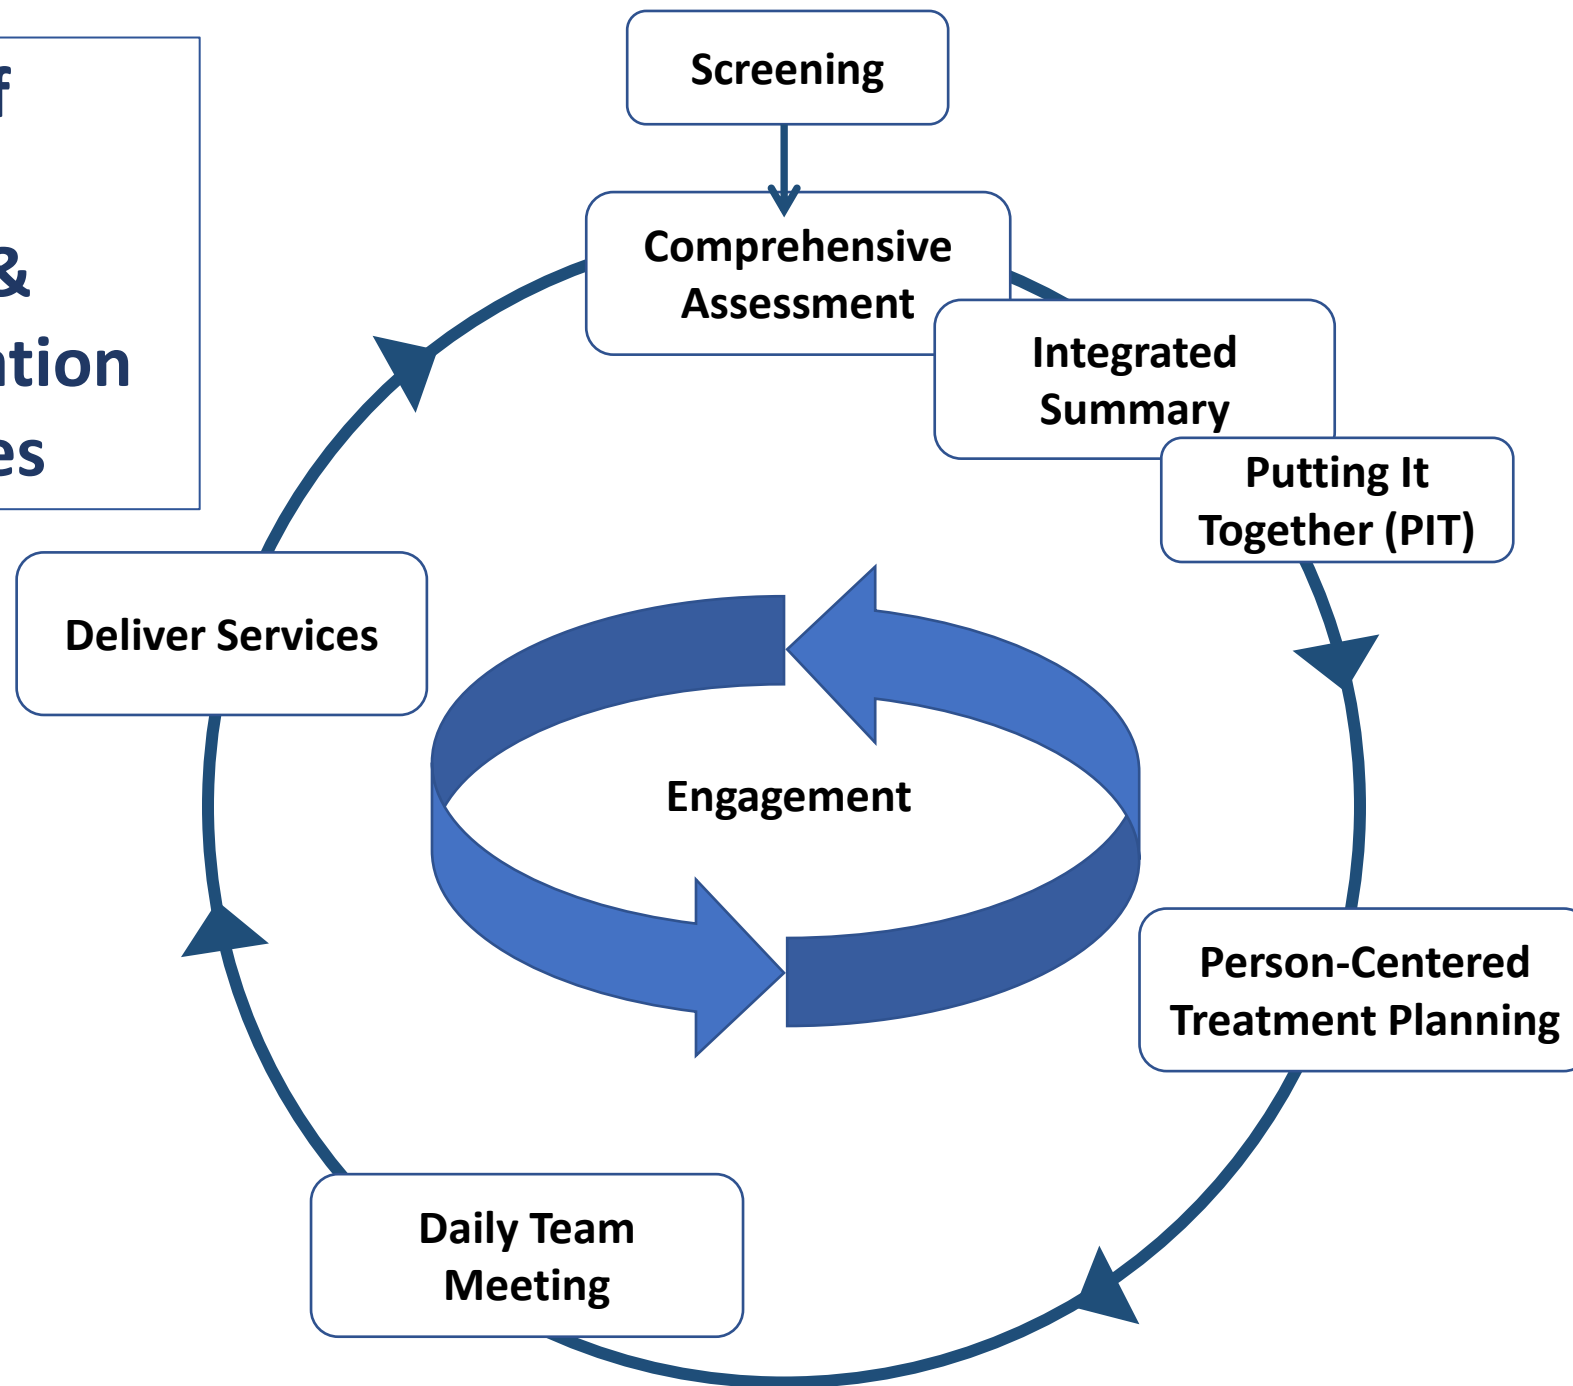 &
Screening
Comprehensive
Assessment
Integrated
Summary
Putting It
Together (PIT)
Deliver Services
Engagement
Person-Centered
Treatment Planning
Daily Team
Meeting